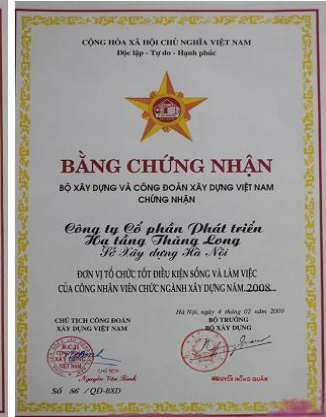 CỘNG HÒA XÃ HỘI CHỦ NGHĨA VIỆT NAM
Độc lập - Tự do - Hạnh phúc
BẰNG CHỨNG NHẬN
BỘ XÂY DỰNG VÀ CÔNG ĐOÀN XÂY DỰNG VIỆT NAM
CHỨNG NHẬN
Công ty Cổ phần Phát triển
Hạ tầng Thăng Long
Sở Xây dựng Hà Nội
ĐƠN VỊ TỔ CHỨC TỐT ĐIỀU KIỆN SỐNG VÀ LÀM VIỆC
CỦA CÔNG NHÂN VIÊN CHỨC NGÀNH XÂY DỰNG NĂM 2008
Hà Nội, ngày 4 tháng 02 năm 2009
CHỦ TỊCH CÔNG ĐOÀN
XÂY DỰNG VIỆT NAM
BỘ TRƯỞNG
BỘ XÂY DỰNG
CHỦ TỊCH
Nguyễn Văn Bình
NGUYỄN HỒNG QUÂN
SỐ 86 /QĐ-BXD